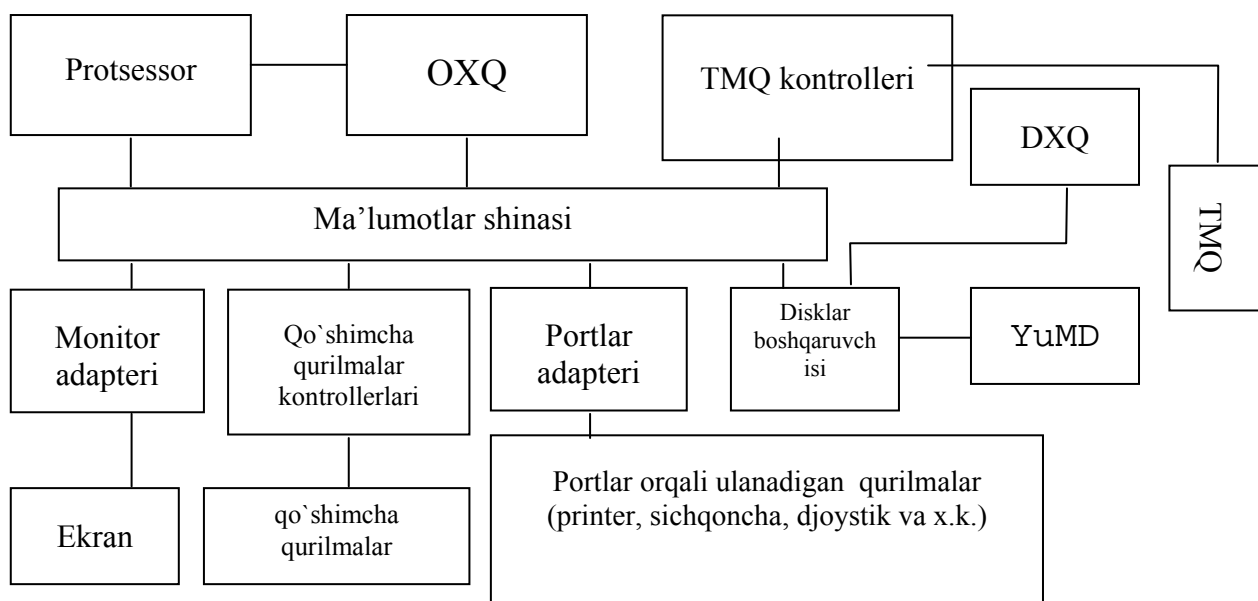 Protsessor
OXQ
TMQ kontrolleri
DXQ
TMQ
Ma’lumotlar shinasi
Monitor
adapteri
Qo`shimcha
qurilmalar
kontrollerlari
Portlar
adapteri
Disklar
boshqaruvch
isi
YuMD
Ekran
qo`shimcha
qurilmalar
Portlar orqali ulanadigan qurilmalar
(printer, sichqoncha, djoystik va x.k.)